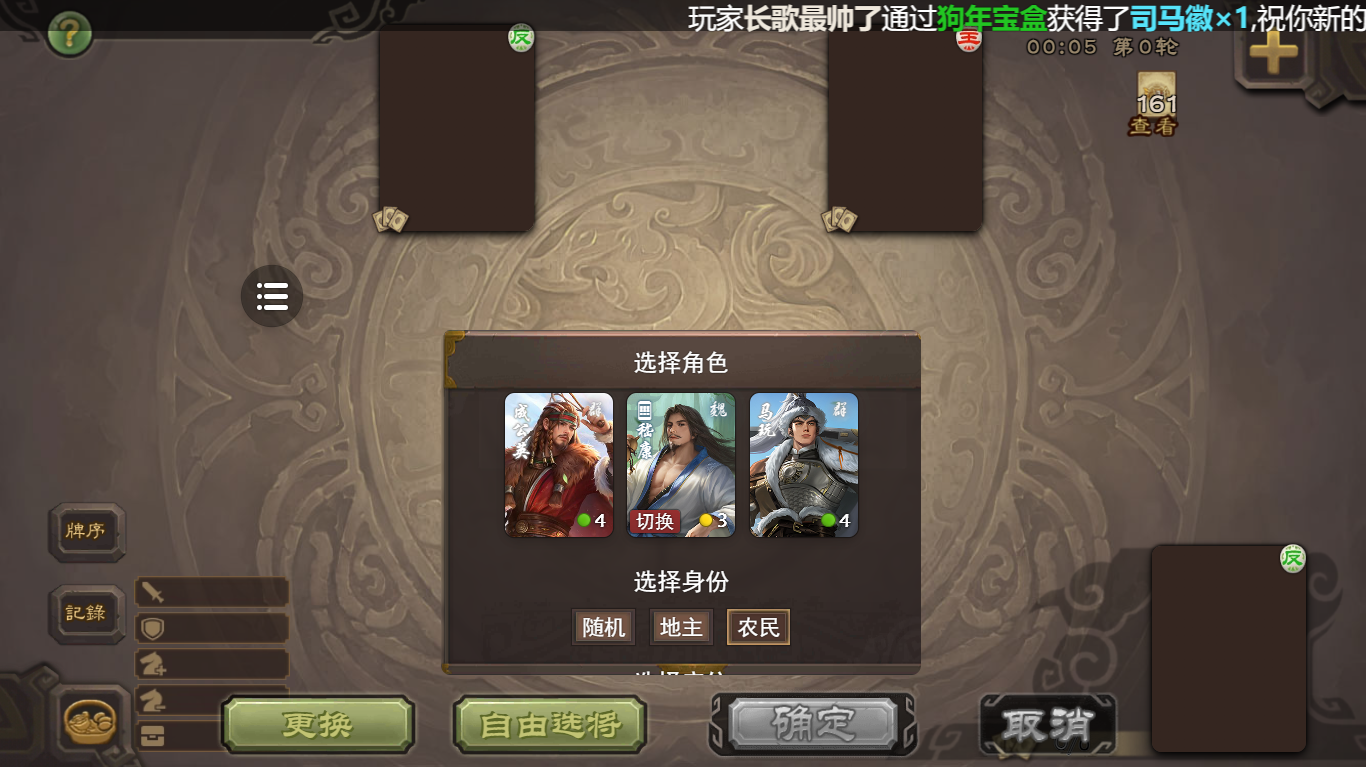 玩家长歌最帅了通过狗年宝盒获得了司马徽×1,祝你新的
?
反
主
00:05 第0轮
161
查看
选择角色
成公英
群
4
嵇康
魏
切换
3
马玩
群
4
选择身份
随机
地主
农民
牌序
記錄
反
更换
自由选将
确定
取消